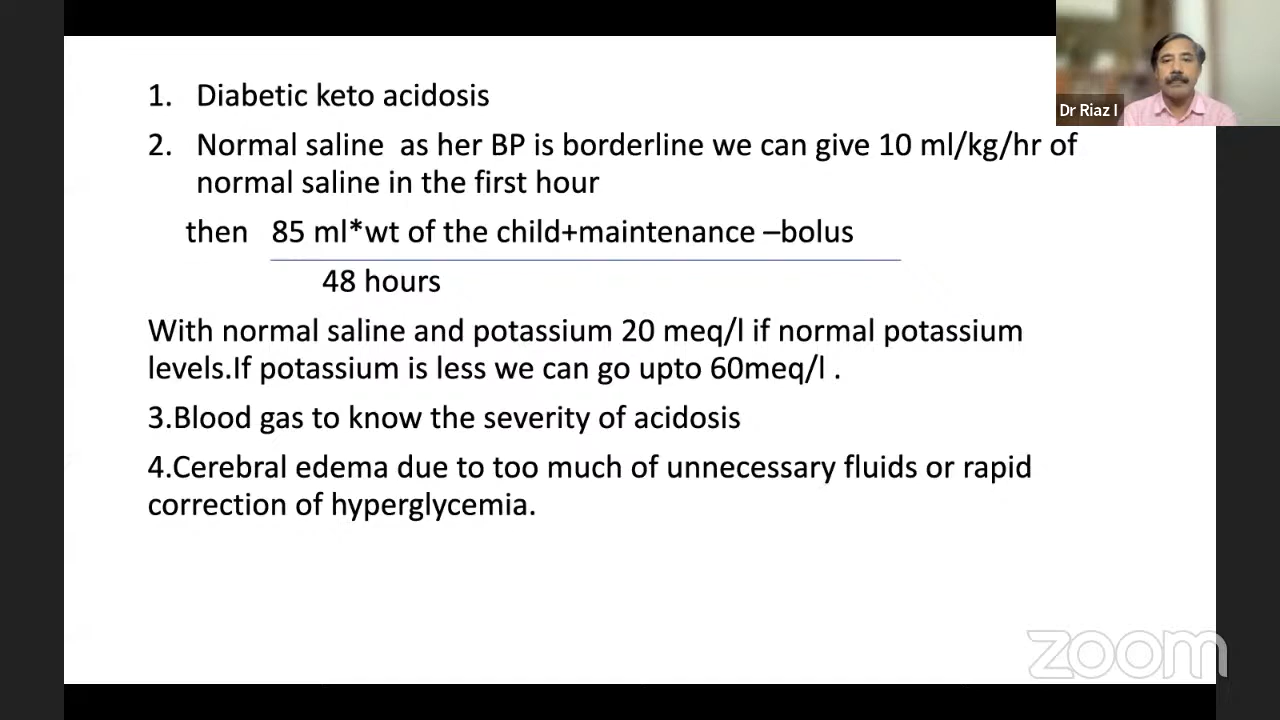 Dr Riaz I
1. Diabetic keto acidosis
2. Normal saline as her BP is borderline we can give 10 ml/kg/hr of
normal saline in the first hour
then 85 ml*wt of the child+maintenance –bolus
48 hours
With normal saline and potassium 20 meq/l if normal potassium
levels.If potassium is less we can go upto 60meq/l .
3.Blood gas to know the severity of acidosis
4.Cerebral edema due to too much of unnecessary fluids or rapid
correction of hyperglycemia.
zoom